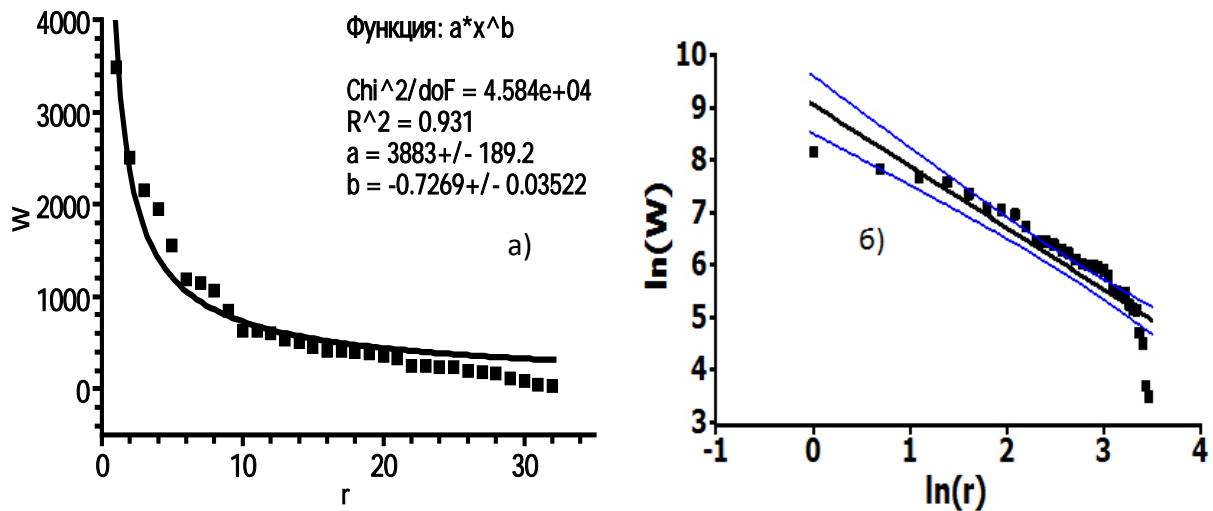 Функция: a*x^b
Chi^2/doF = 4.584e+04
R^2 = 0.931
a = 3883+/- 189.2
b = -0.7269+/- 0.03522
а)
4000
3000
2000
1000
0
w
0
10
20
30
r
б)
10
9
8
7
6
5
4
3
ln(W)
-1
0
1
2
3
4
ln(r)